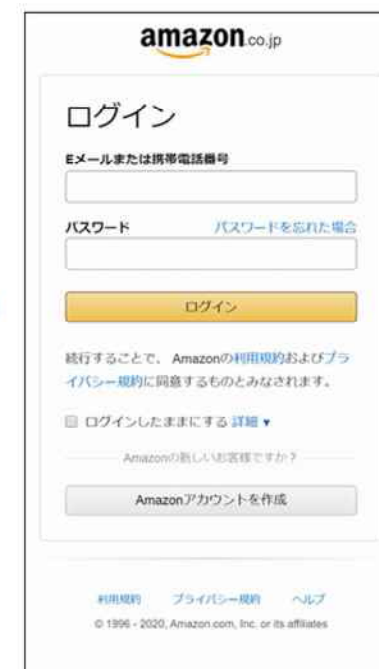 amazon.co.jp
ログイン
Eメールまたは携帯電話番号
パスワード パスワードを忘れた場合
ログイン
続行することで、 Amazonの利用規約およびプラ
イバシー規約に同意するものとみなされます。
ログインしたままにする 詳細 ▾
Amazonの新しいお客様ですか?
Amazonアカウントを作成
利用規約 プライバシー規約 ヘルプ
© 1996 - 2020, Amazon.com, Inc. or its affiliates